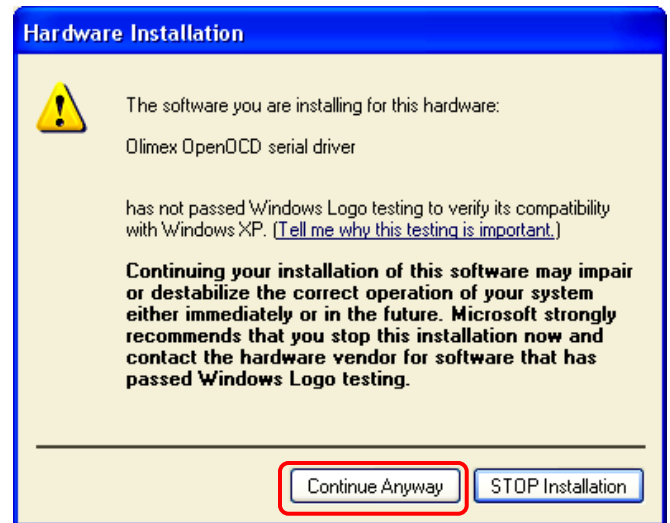 Hardware Installation
The software you are installing for this hardware:
Olimex OpenOCD serial driver
has not passed Windows Logo testing to verify its compatibility
with Windows XP. (Tell me why this testing is important.)
Continuing your installation of this software may impair
or destabilize the correct operation of your system
either immediately or in the future. Microsoft strongly
recommends that you stop this installation now and
contact the hardware vendor for software that has
passed Windows Logo testing.
Continue Anyway
STOP Installation